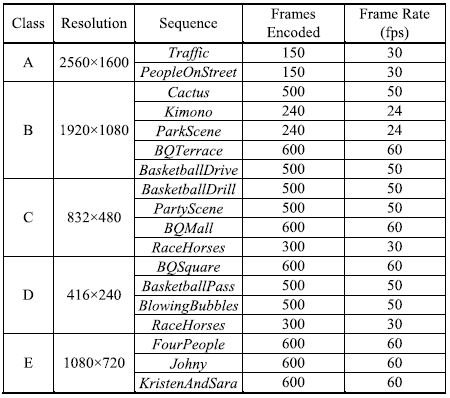 Class Resolution Sequence Frames Encoded Frame Rate (fps)
A 2560×1600 Traffic 150 30
PeopleOnStreet 150 30
B 1920×1080 Cactus 500 50
Kimono 240 24
ParkScene 240 24
BQTerrace 600 60
BasketballDrive 500 50
C 832×480 BasketballDrill 500 50
PartyScene 500 50
BQMall 600 60
RaceHorses 300 30
D 416×240 BQSquare 600 60
BasketballPass 500 50
BlowingBubbles 500 50
RaceHorses 300 30
E 1080×720 FourPeople 600 60
Johny 600 60
KristenAndSara 600 60